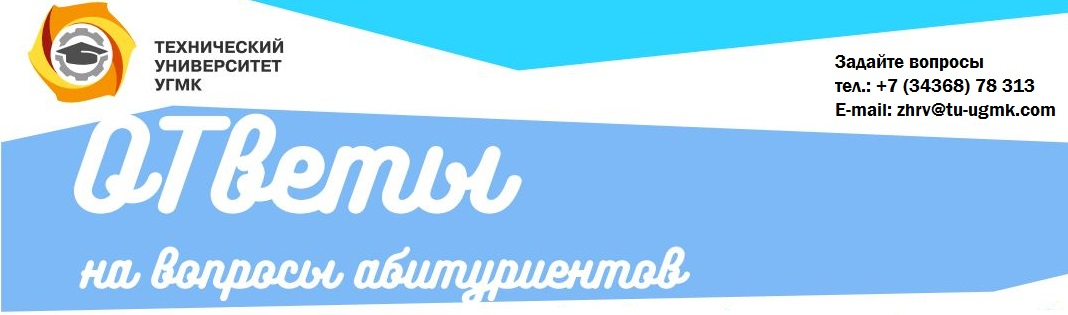 ТЕХНИЧЕСКИЙ
УНИВЕРСИТЕТ
УГМК
Задайте вопросы
тел.: +7 (34368) 78 313
E-mail: zhrv@tu-ugmk.com
ОТВеты
на вопросы абитуриентов